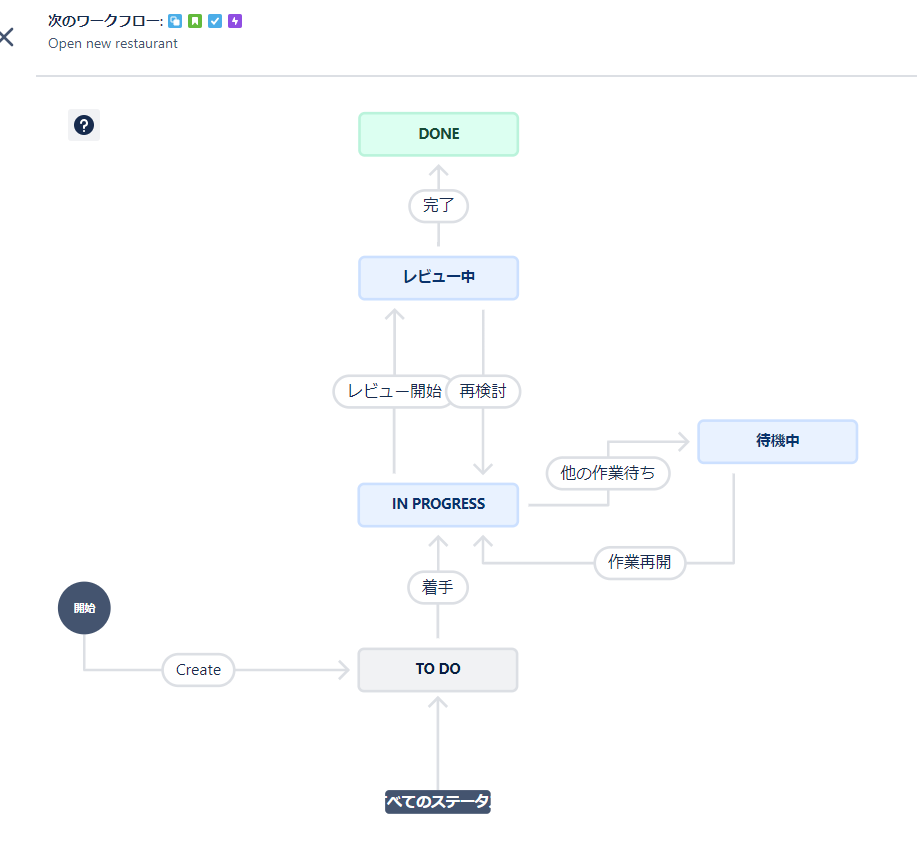 次のワークフロー:
Open new restaurant
?
DONE
完了
レビュー中
レビュー開始
再検討
待機中
他の作業待ち
IN PROGRESS
作業再開
着手
開始
Create
TO DO
べてのステータ